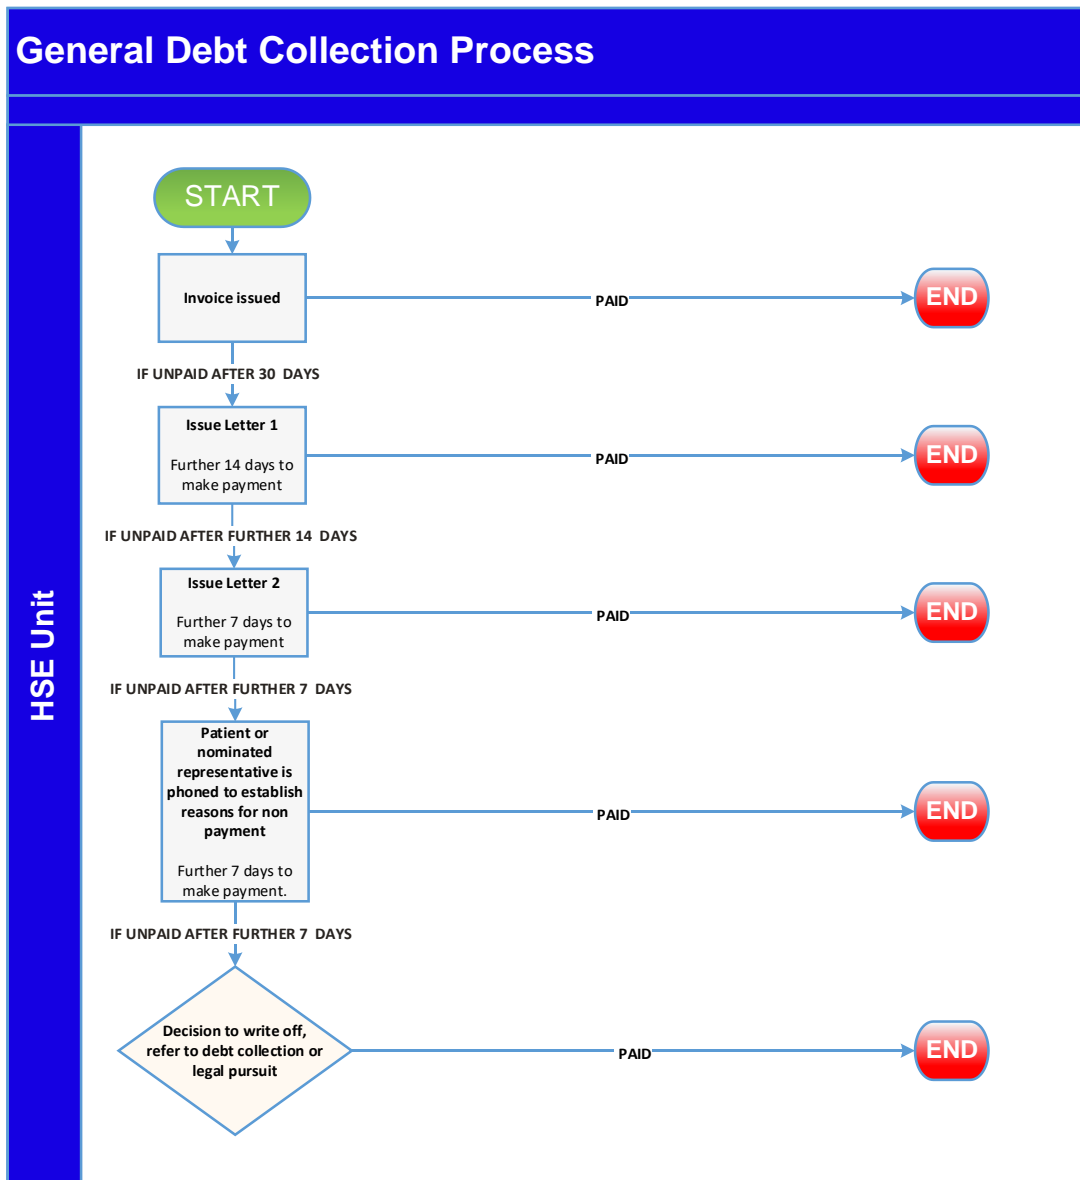 General Debt Collection Process
HSE Unit
START
Invoice issued
PAID
END
IF UNPAID AFTER 30 DAYS
Issue Letter 1
Further 14 days to
make payment
PAID
END
IF UNPAID AFTER FURTHER 14 DAYS
Issue Letter 2
Further 7 days to
make payment
PAID
END
IF UNPAID AFTER FURTHER 7 DAYS
Patient or
nominated
representative is
phoned to establish
reasons for non
payment
Further 7 days to
make payment.
PAID
END
IF UNPAID AFTER FURTHER 7 DAYS
Decision to write off,
refer to debt collection or
legal pursuit
PAID
END